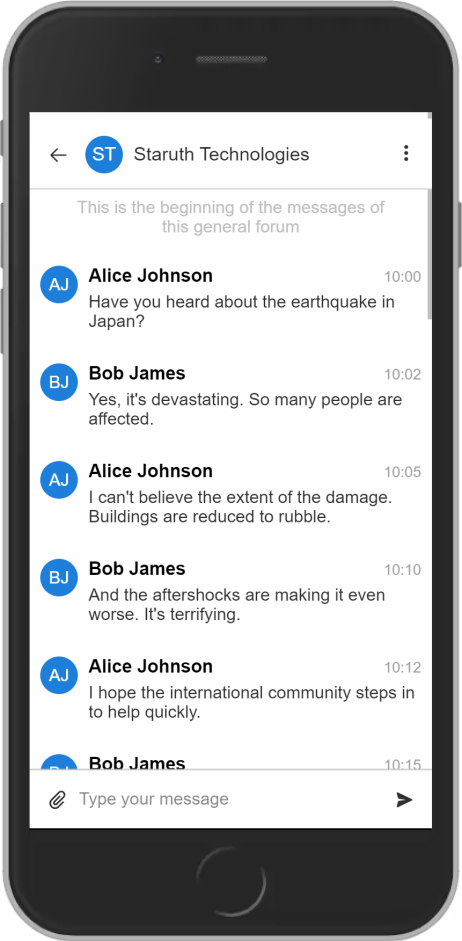 ST Staruth Technologies
This is the beginning of the messages of
this general forum
AJ Alice Johnson 10:00
Have you heard about the earthquake in
Japan?
BJ Bob James 10:02
Yes, it's devastating. So many people are
affected.
AJ Alice Johnson 10:05
I can't believe the extent of the damage.
Buildings are reduced to rubble.
BJ Bob James 10:10
And the aftershocks are making it even
worse. It's terrifying.
AJ Alice Johnson 10:12
I hope the international community steps in
to help quickly.
BJ Bob James 10:15
Type your message